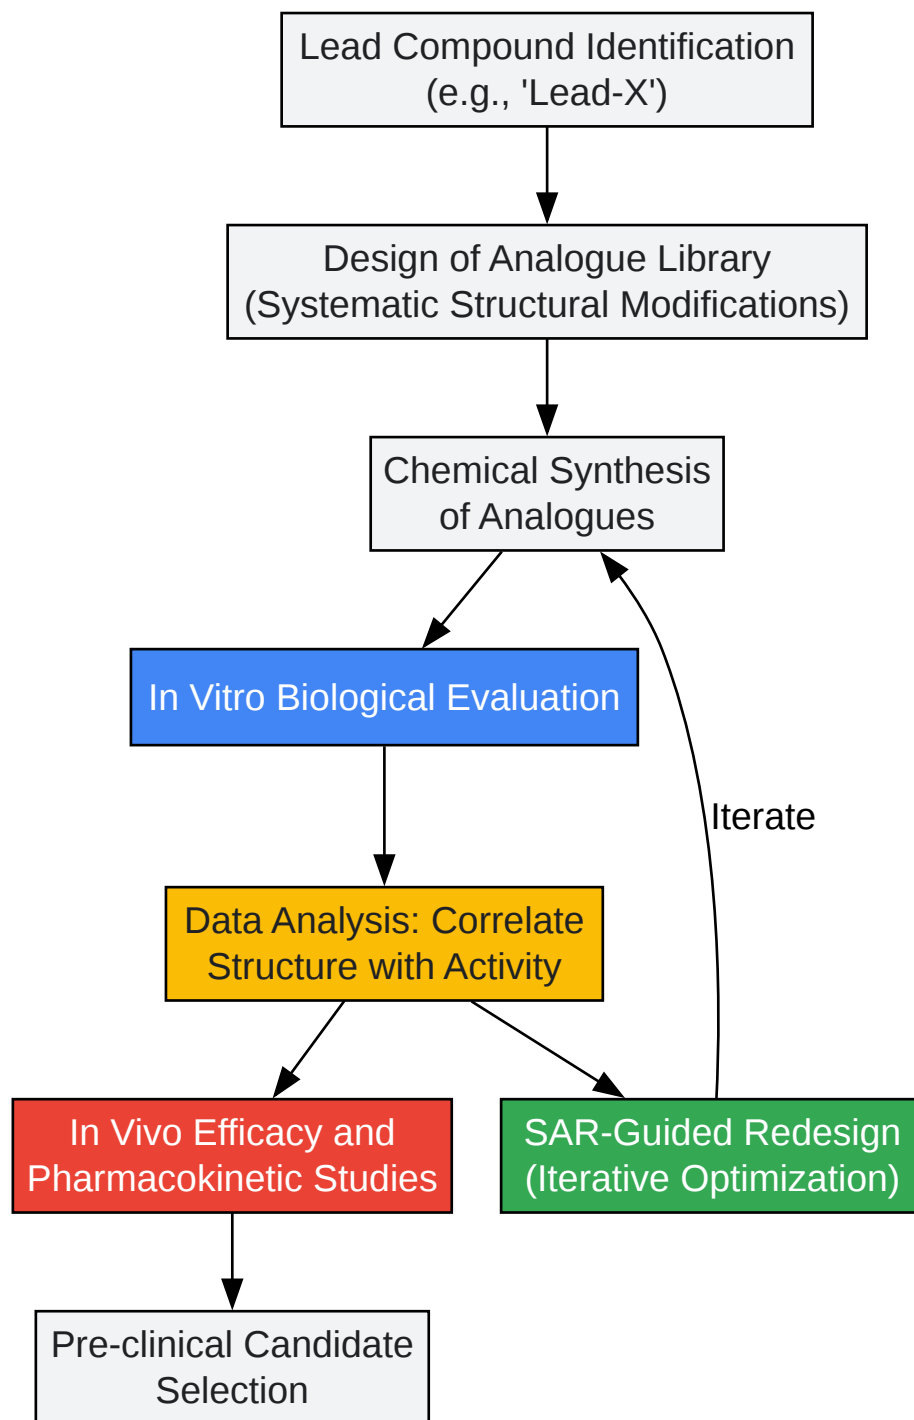 Lead Compound Identification
(e.g., 'Lead-X')
Design of Analogue Library
(Systematic Structural Modifications)
Chemical Synthesis
of Analogues
In Vitro Biological Evaluation
Iterate
Data Analysis: Correlate
Structure with Activity
In Vivo Efficacy and
Pharmacokinetic Studies
SAR-Guided Redesign
(Iterative Optimization)
Pre-clinical Candidate
Selection